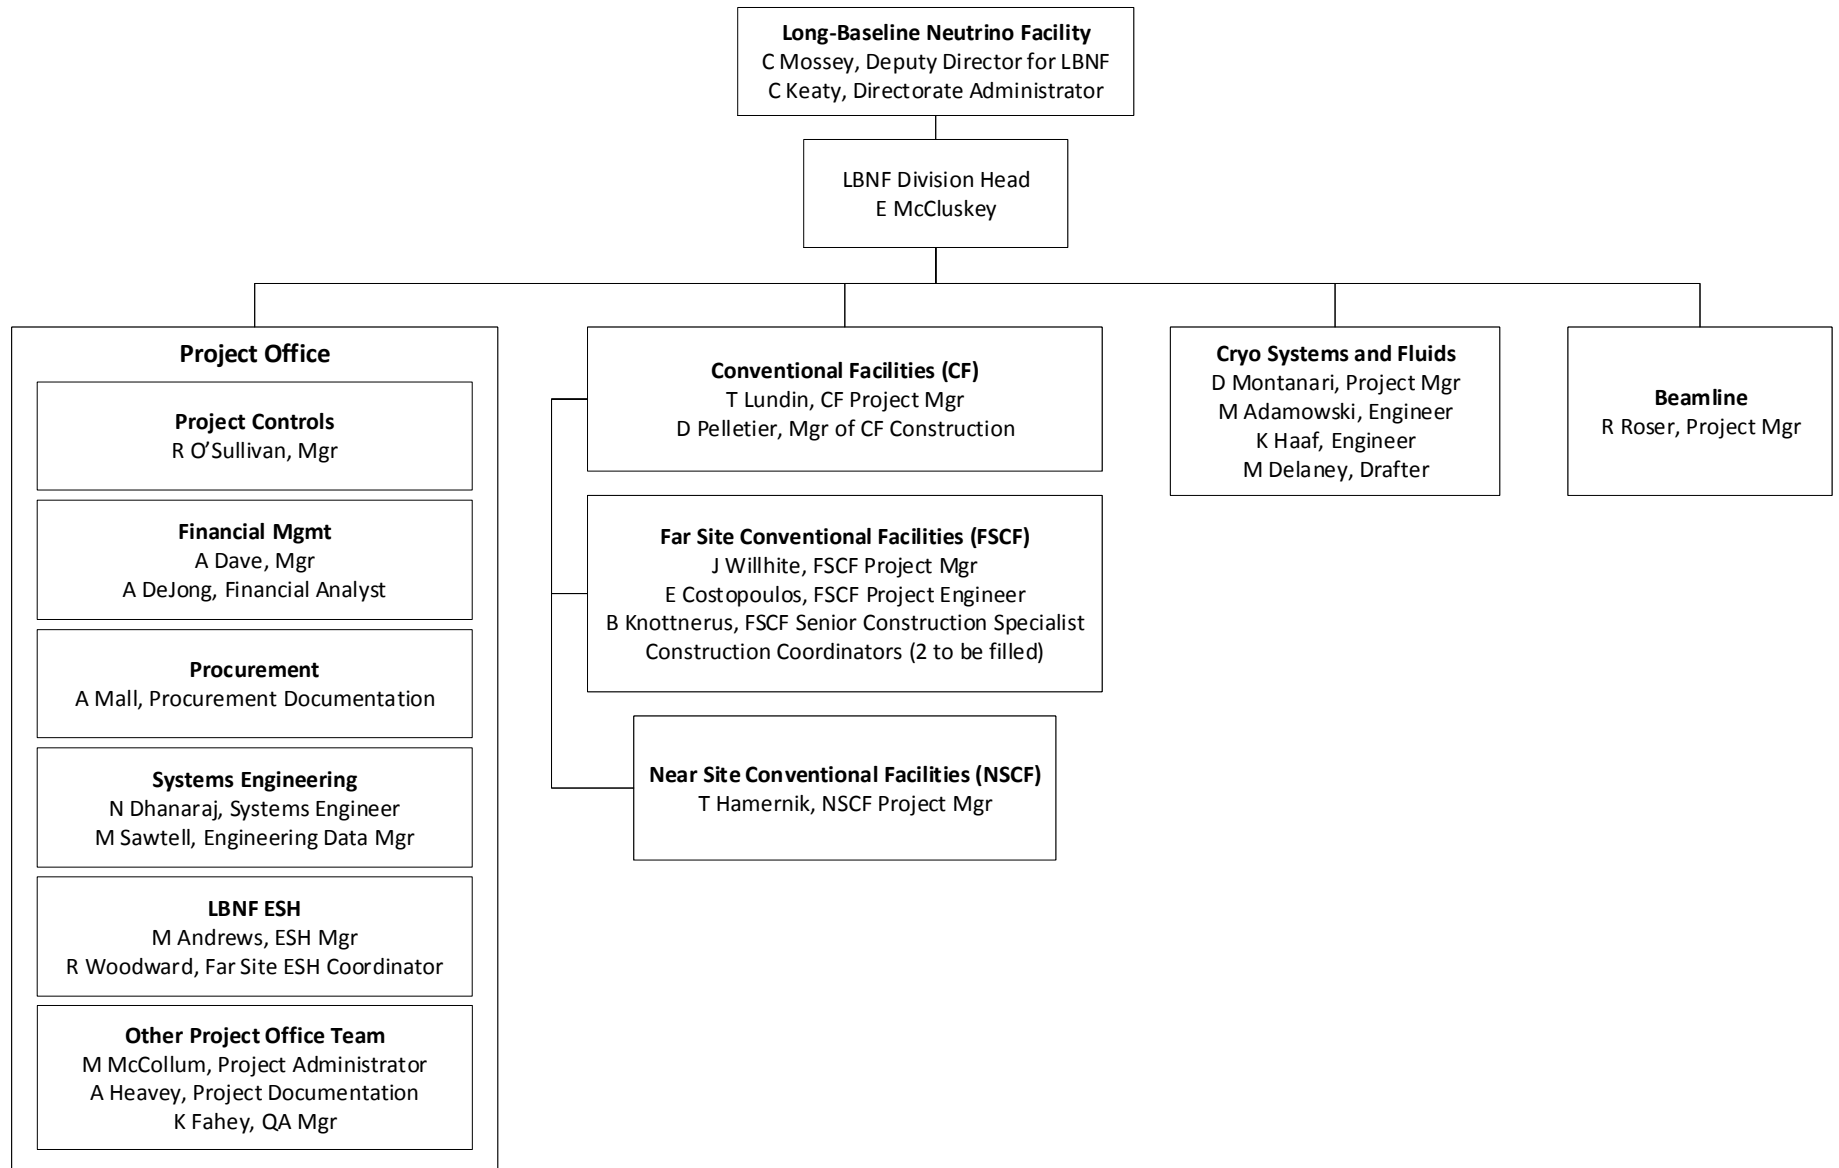 Long-Baseline Neutrino Facility
C Mossey, Deputy Director for LBNF
C Keaty, Directorate Administrator
LBNF Division Head
E McCluskey
Project Office
Project Controls
R O’Sullivan, Mgr
Financial Mgmt
A Dave, Mgr
A DeJong, Financial Analyst
Procurement
A Mall, Procurement Documentation
Systems Engineering
N Dhanaraj, Systems Engineer
M Sawtell, Engineering Data Mgr
LBNF ESH
M Andrews, ESH Mgr
R Woodward, Far Site ESH Coordinator
Other Project Office Team
M McCollum, Project Administrator
A Heavey, Project Documentation
K Fahey, QA Mgr
Conventional Facilities (CF)
T Lundin, CF Project Mgr
D Pelletier, Mgr of CF Construction
Far Site Conventional Facilities (FSCF)
J Willhite, FSCF Project Mgr
E Costopoulos, FSCF Project Engineer
B Knottnerus, FSCF Senior Construction Specialist
Construction Coordinators (2 to be filled)
Near Site Conventional Facilities (NSCF)
T Hamernik, NSCF Project Mgr
Cryo Systems and Fluids
D Montanari, Project Mgr
M Adamowski, Engineer
K Haaf, Engineer
M Delaney, Drafter
Beamline
R Roser, Project Mgr